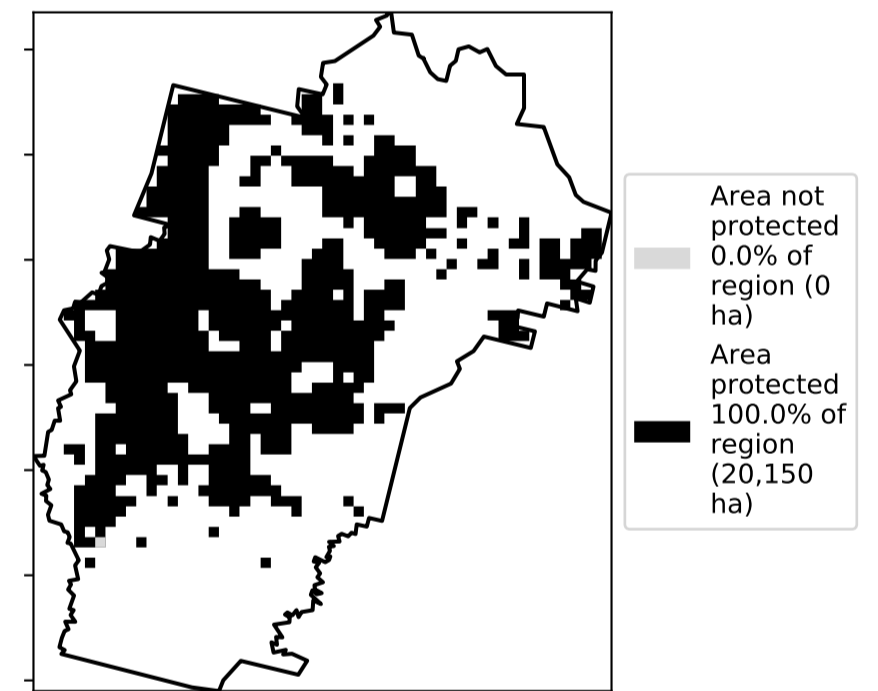 Area not
protected
0.0% of
region (0
ha)
Area
protected
100.0% of
region
(20,150
ha)